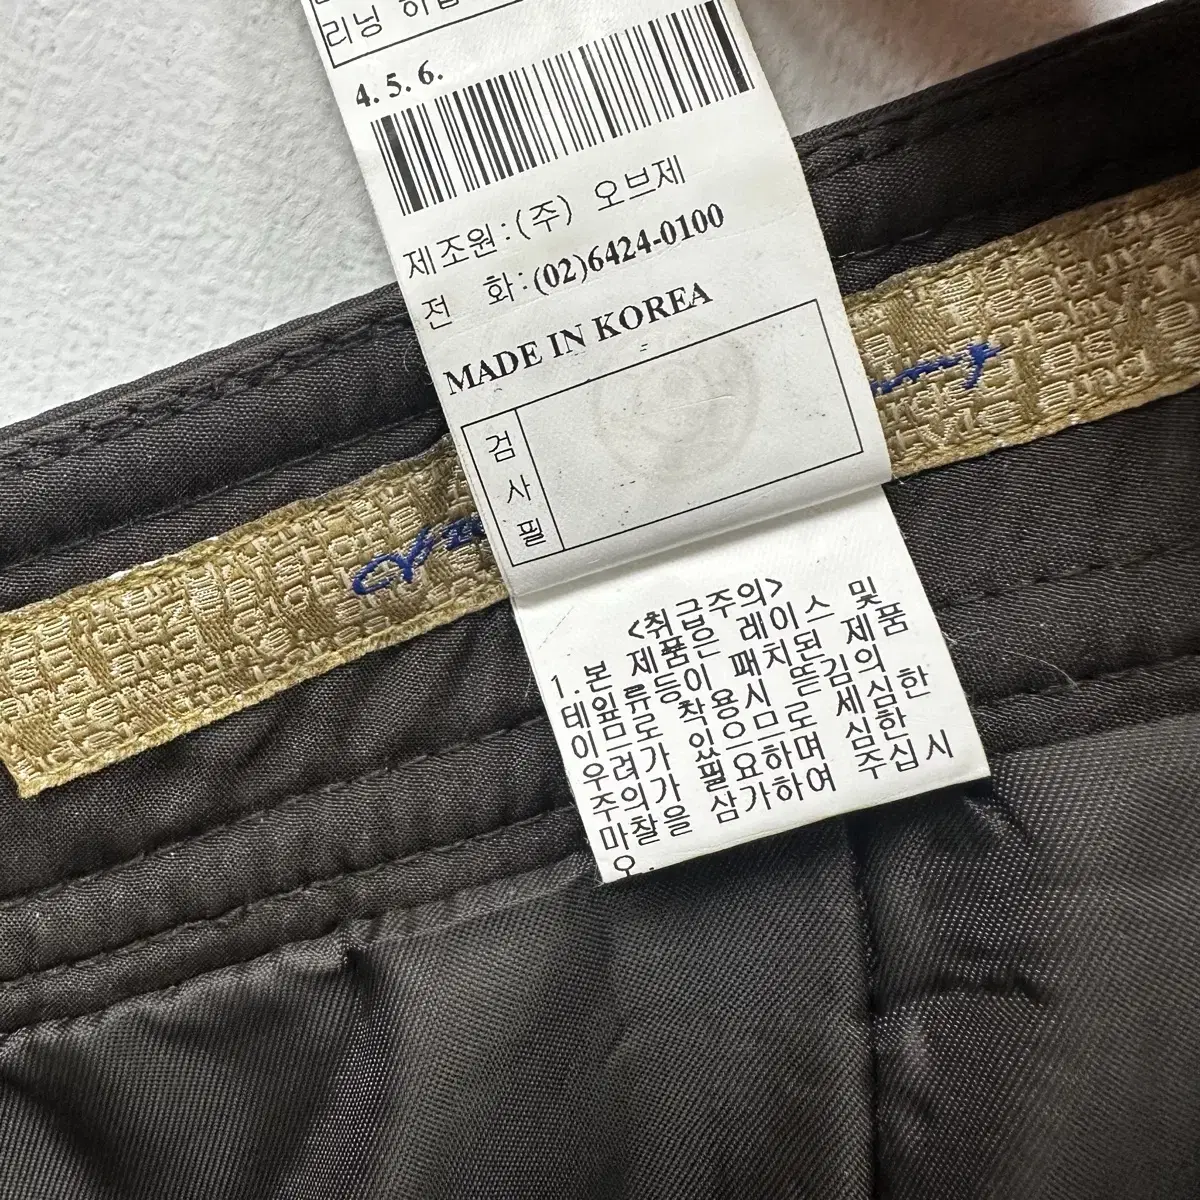 리닝
4. 5. 6.
제조원:(주) 오브제
전 화:(02)6424-0100
MADE IN KOREA
검
사
필
<취급주의>
1.본 제품은 레이스 및
테잎류등이 패치된 제품
이므로 착용시 뜯김의
우려가 있으므로 세심한
주의가 필요하며 심한
마찰을 삼가하여 주십시
오.